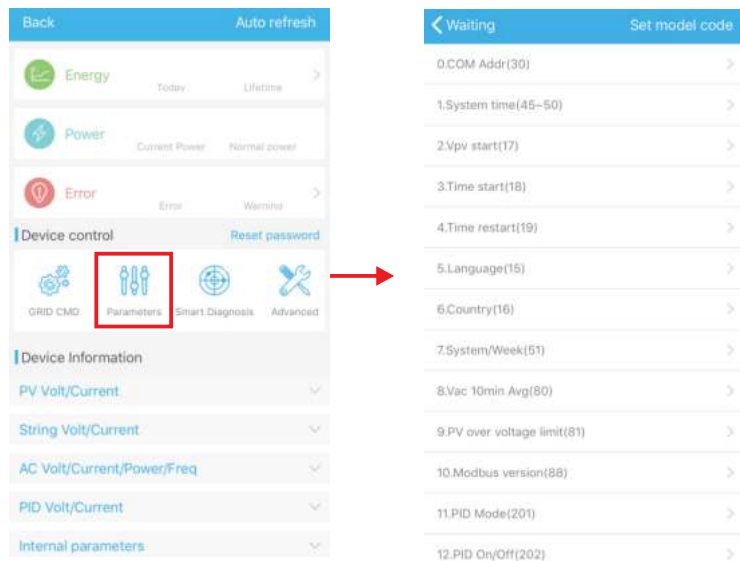 Back Auto refresh
Energy
Today Lifetime
Power
Current Power Normal power
Error
Error Warning
Device control Reset password
GRID CMD. Parameters Smart Diagnosis Advanced
Device Information
PV Volt/Current
String Volt/Current
AC Volt/Current/Power/Freq
PID Volt/Current
Internal parameters
Waiting Set model code
0.COM Addr(30)
1.System time(45~50)
2.Vpv start(17)
3.Time start(18)
4.Time restart(19)
5.Language(15)
6.Country(16)
7.System/Week(51)
8.Vac 10min Avg(80)
9.PV over voltage limit(81)
10.Modbus version(88)
11.PID Mode(201)
12.PID On/Off(202)